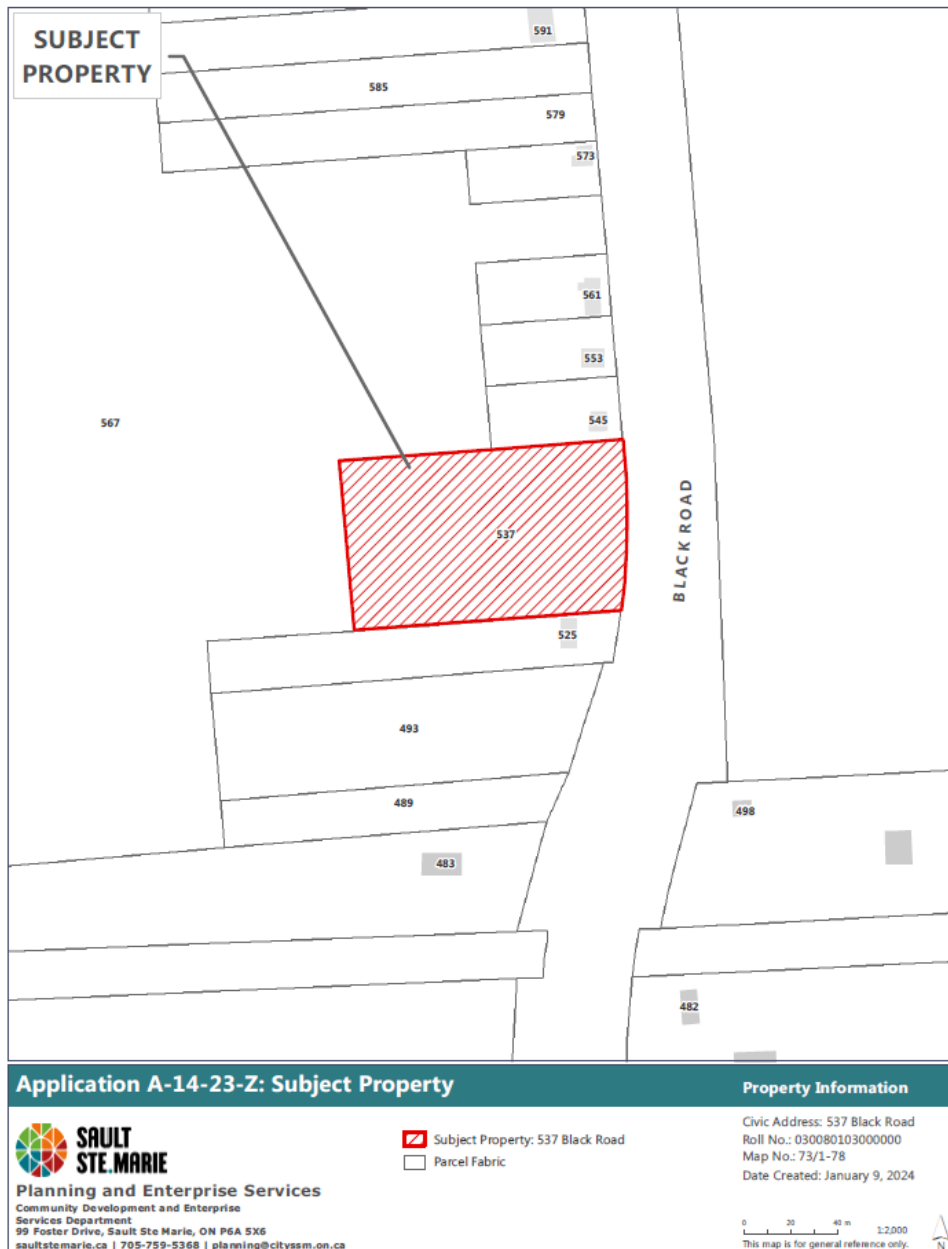 SUBJECT
PROPERTY
591
585
579
573
561
553
567
545
537
BLACK ROAD
525
493
489
498
483
482
Application A-14-23-Z: Subject Property
Property Information
SAULT
STE.MARIE
Planning and Enterprise Services
Community Development and Enterprise
Services Department
99 Foster Drive, Sault Ste Marie, ON P6A 5X6
saultstemarie.ca | 705-759-5368 | planning@cityssm.on.ca
Subject Property: 537 Black Road
Parcel Fabric
Civic Address: 537 Black Road
Roll No.: 030080103000000
Map No.: 73/1-78
Date Created: January 9, 2024
0 20 40 m
1:2,000
This map is for general reference only.
N